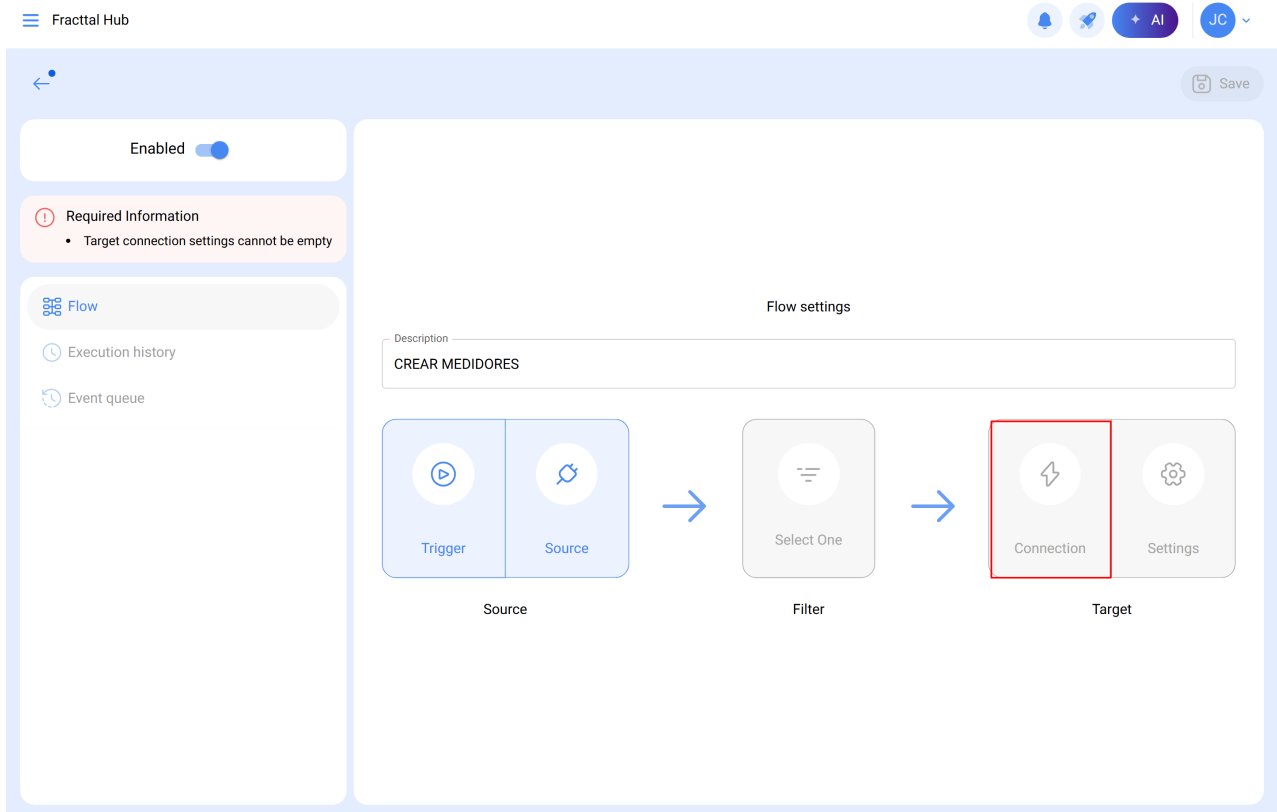 Fracttal Hub
AI
JC
Save
Enabled
Required Information
• Target connection settings cannot be empty
Flow
Execution history
Event queue
Flow settings
Description
CREAR MEDIDORES
Trigger
Source
Select One
Connection
Settings
Source
Filter
Target